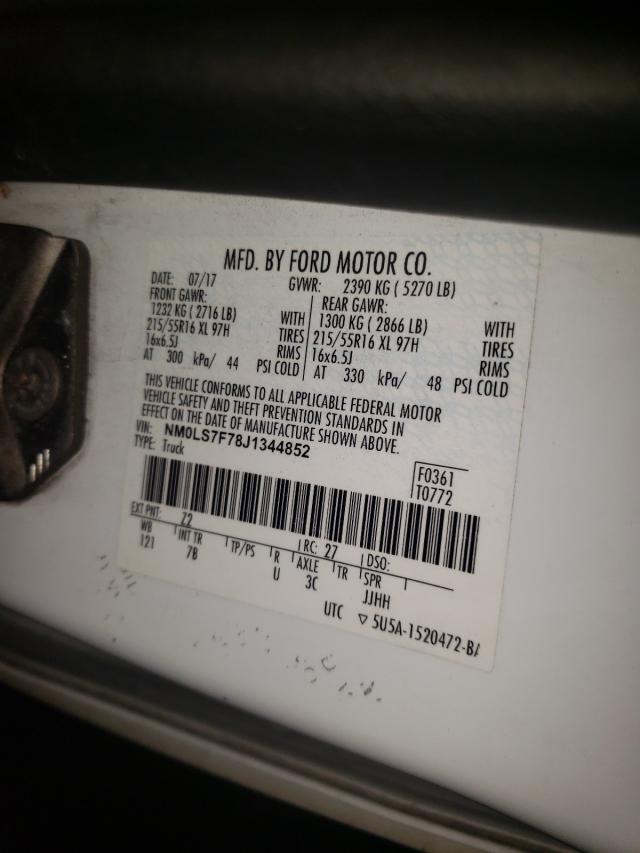 MFD. BY FORD MOTOR CO.
DATE: 07/17 GVWR: 2390 KG ( 5270 LB)
FRONT GAWR: REAR GAWR:
1232 KG ( 2716 LB) WITH 1300 KG ( 2866 LB) WITH
215/55R16 XL 97H TIRES 215/55R16 XL 97H TIRES
16x6.5J RIMS 16x6.5J RIMS
AT 300 kPa/ 44 PSI COLD AT 330 kPa/ 48 PSI COLD
THIS VEHICLE CONFORMS TO ALL APPLICABLE FEDERAL MOTOR
VEHICLE SAFETY AND THEFT PREVENTION STANDARDS IN
EFFECT ON THE DATE OF MANUFACTURE SHOWN ABOVE.
VIN: NM0LS7F78J1344852
TYPE: Truck
F0361
T0772
EXT PNT: Z2 RC: 27 DSO:
WB INT TR TP/PS R AXLE TR SPR
121 7B U 3C JJHH
UTC ▽ 5U5A-1520472-BA